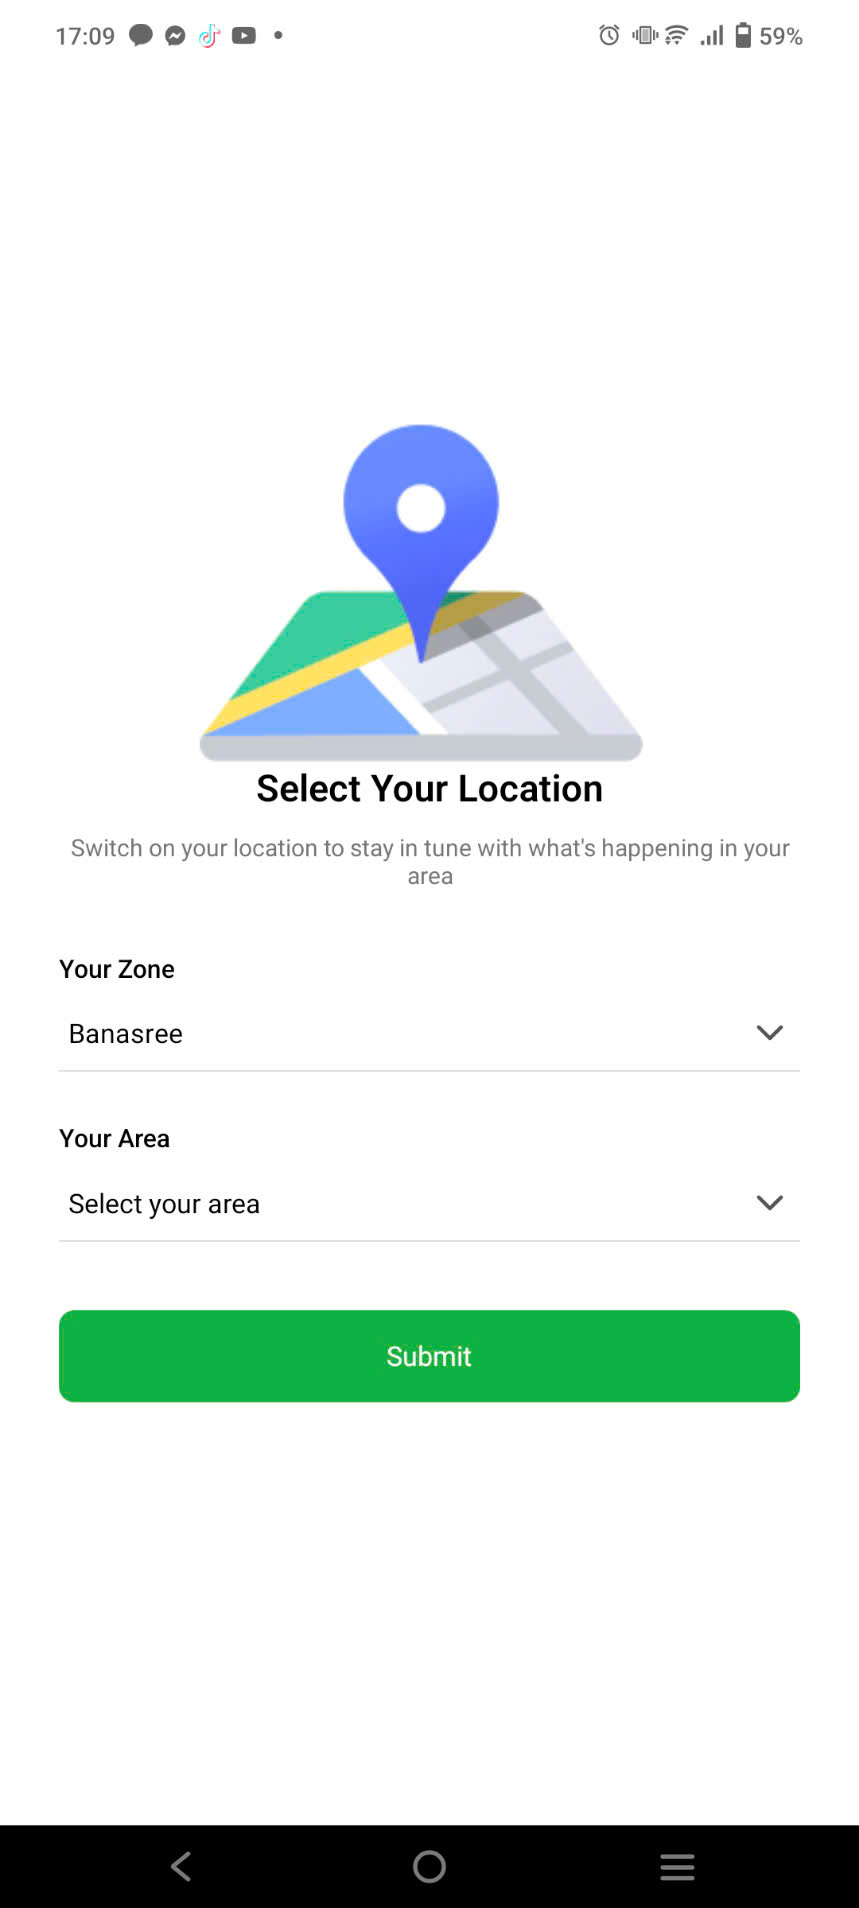 17:09
59%
Select Your Location
Switch on your location to stay in tune with what's happening in your
area
Your Zone
Banasree
Your Area
Select your area
Submit